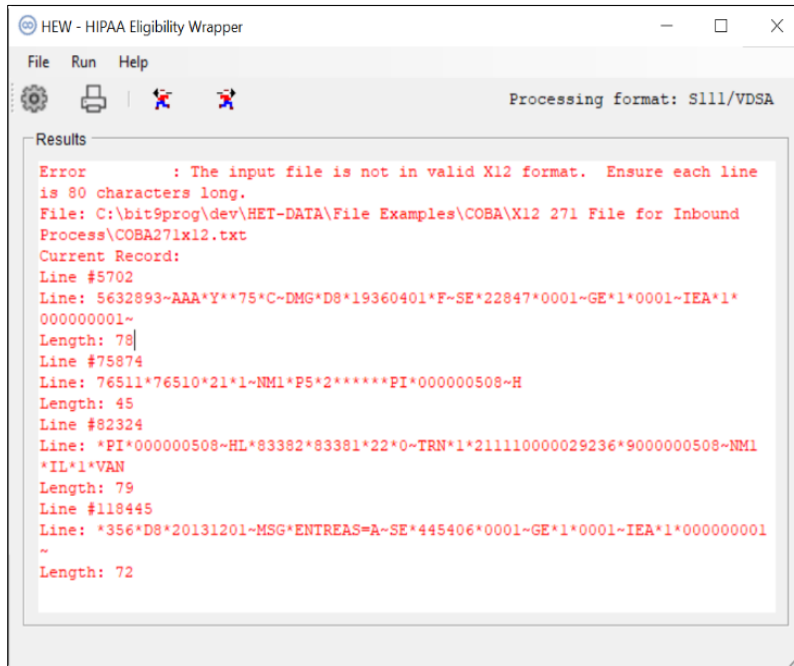 HEW - HIPAA Eligibility Wrapper
File Run Help
Processing format: S111/VDSA
Results
Error : The input file is not in valid X12 format. Ensure each line
is 80 characters long.
File: C:\bit9prog\dev\HET-DATA\File Examples\COBA\X12 271 File for Inbound
Process\COBA271x12.txt
Current Record:
Line #5702
Line: 5632893~AAA*Y**75*C~DMG*D8*19360401*F~SE*22847*0001~GE*1*0001~IEA*1*
000000001~
Length: 78
Line #75874
Line: 76511*76510*21*1~NM1*P5*2******PI*000000508~H
Length: 45
Line #82324
Line: *PI*000000508~HL*83382*83381*22*0~TRN*1*211110000029236*9000000508~NM1
*IL*1*VAN
Length: 79
Line #118445
Line: *356*D8*20131201~MSG*ENTREAS=A~SE*445406*0001~GE*1*0001~IEA*1*000000001
~
Length: 72